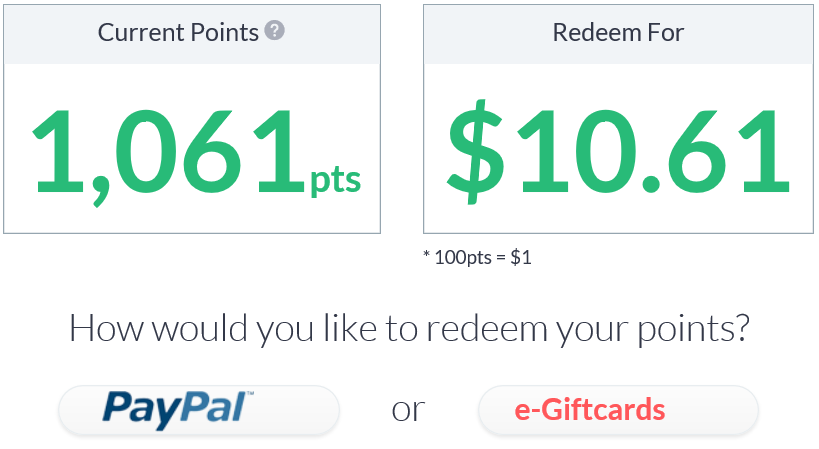 Current Points ?
Redeem For
1,061pts
$10.61
* 100pts = $1
How would you like to redeem your points?
PayPal™ or e-Giftcards